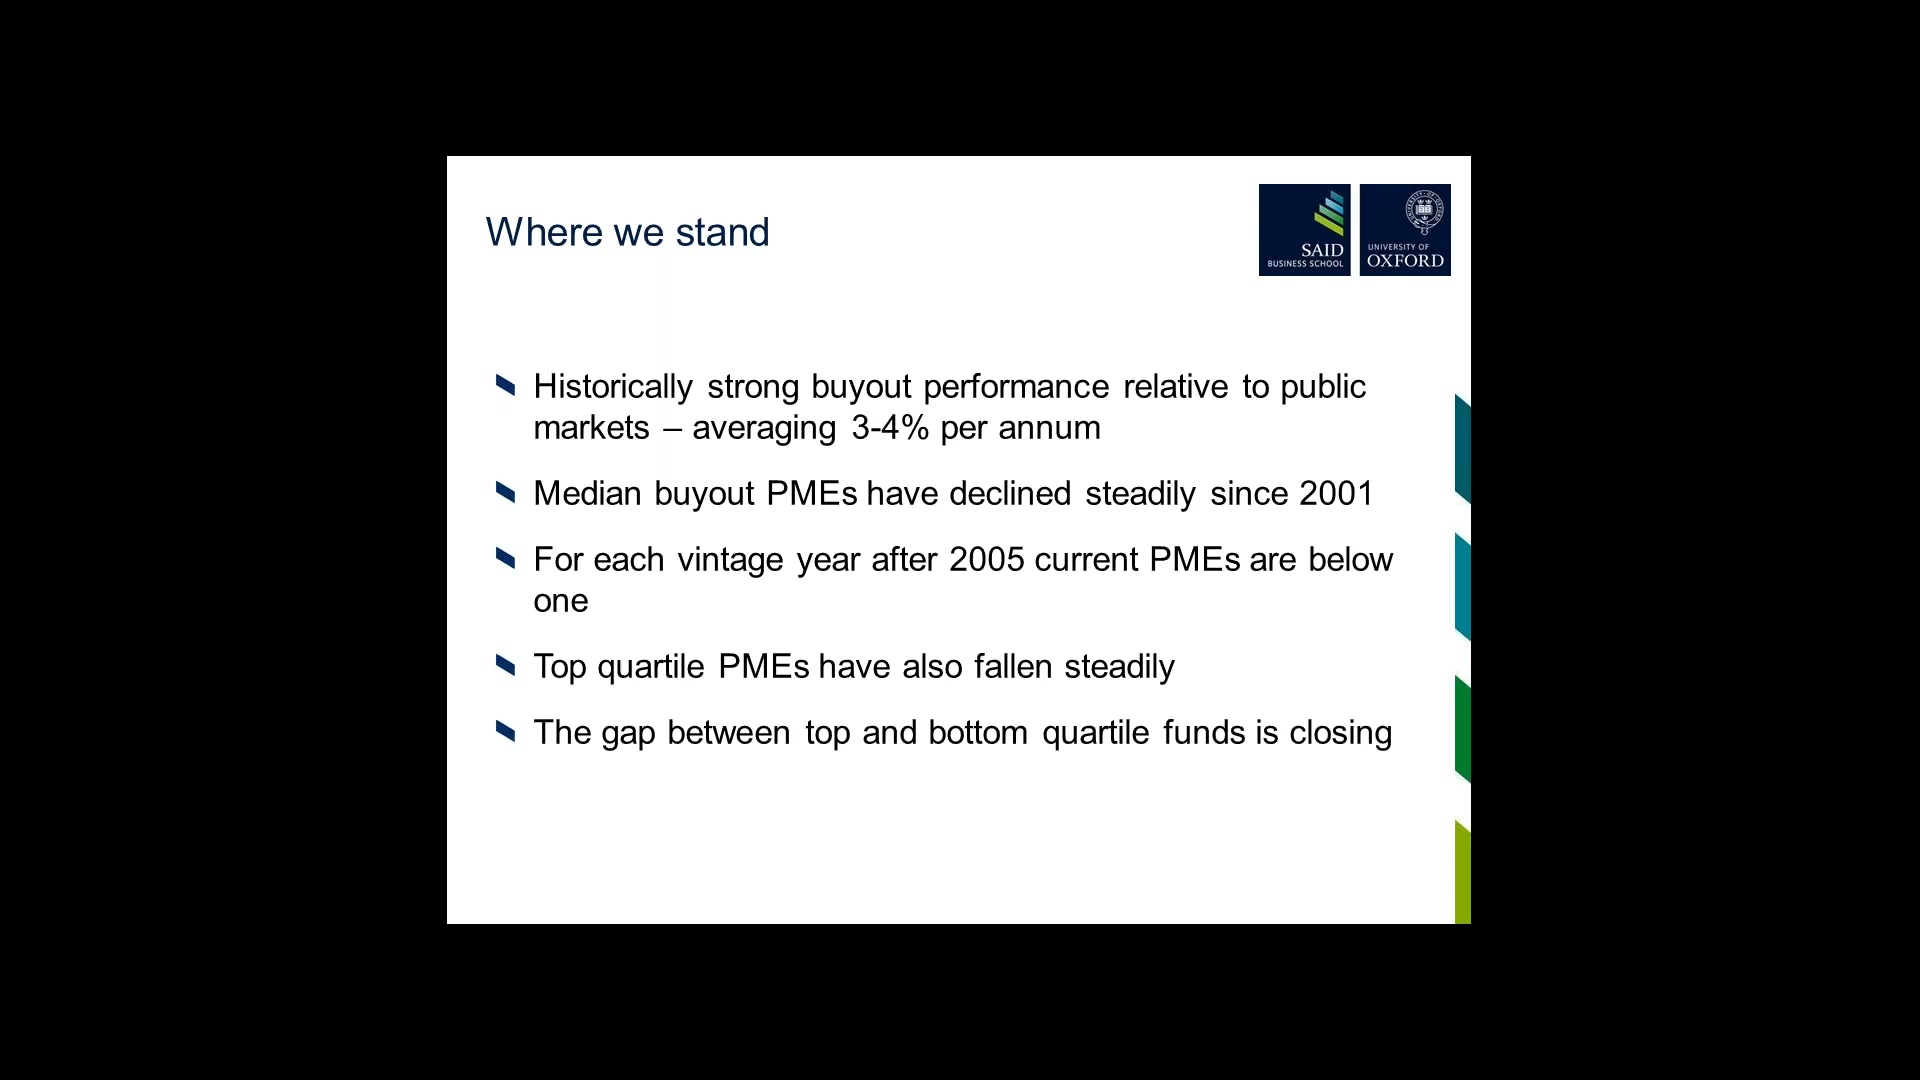 Where we stand
SAID
BUSINESS SCHOOL
UNIVERSITY OF
OXFORD
Historically strong buyout performance relative to public
markets – averaging 3-4% per annum
Median buyout PMEs have declined steadily since 2001
For each vintage year after 2005 current PMEs are below
one
Top quartile PMEs have also fallen steadily
The gap between top and bottom quartile funds is closing